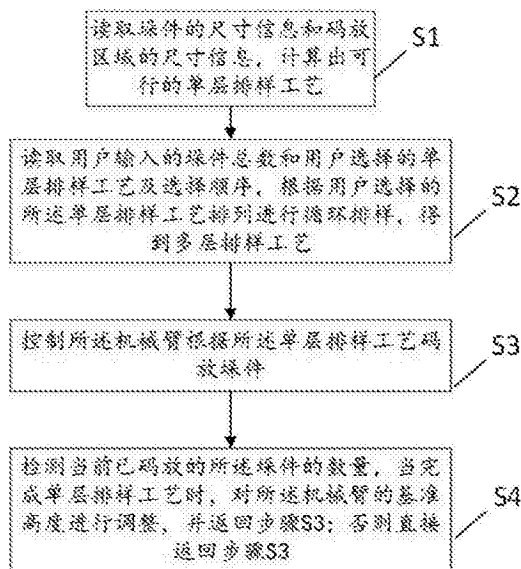 读取垛件的尺寸信息和码放
区域的尺寸信息，计算出可
行的单层排样工艺
S1
读取用户输入的垛件总数和用户选择的单
层排样工艺及选择顺序，根据用户选择的
所述单层排样工艺排列进行循环排样，得
到多层排样工艺
S2
控制所述机械臂根据所述单层排样工艺码
放垛件
S3
检测当前已码放的所述垛件的数量，当完
成单层排样工艺时，对所述机械臂的基准
高度进行调整，并返回步骤S3；否则直接
返回步骤S3
S4